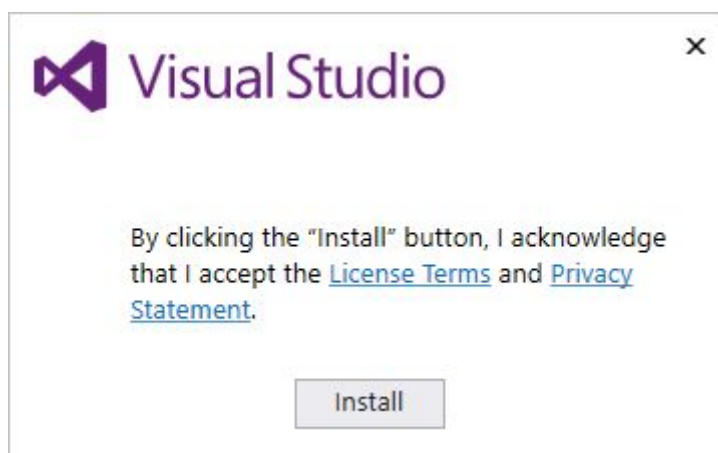 Visual Studio
By clicking the “Install” button, I acknowledge
that I accept the License Terms and Privacy
Statement.
Install